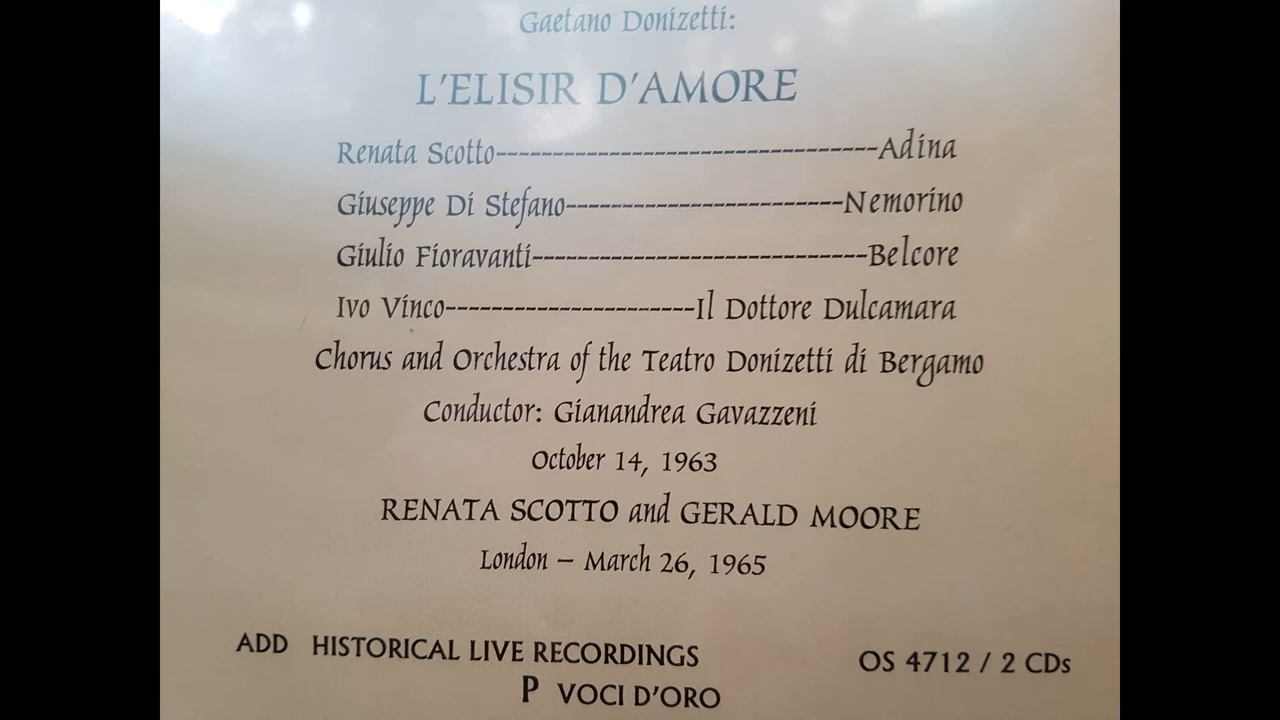 Gaetano Donizetti:
L'ELISIR D'AMORE
Renata Scotto----------------------------------Adina
Giuseppe Di Stefano-------------------------Nemorino
Giulio Fioravanti------------------------------Belcore
Ivo Vinco----------------------Il Dottore Dulcamara
Chorus and Orchestra of the Teatro Donizetti di Bergamo
Conductor: Gianandrea Gavazzeni
October 14, 1963
RENATA SCOTTO and GERALD MOORE
London – March 26, 1965
ADD HISTORICAL LIVE RECORDINGS
OS 4712 / 2 CDs
P VOCI D'ORO